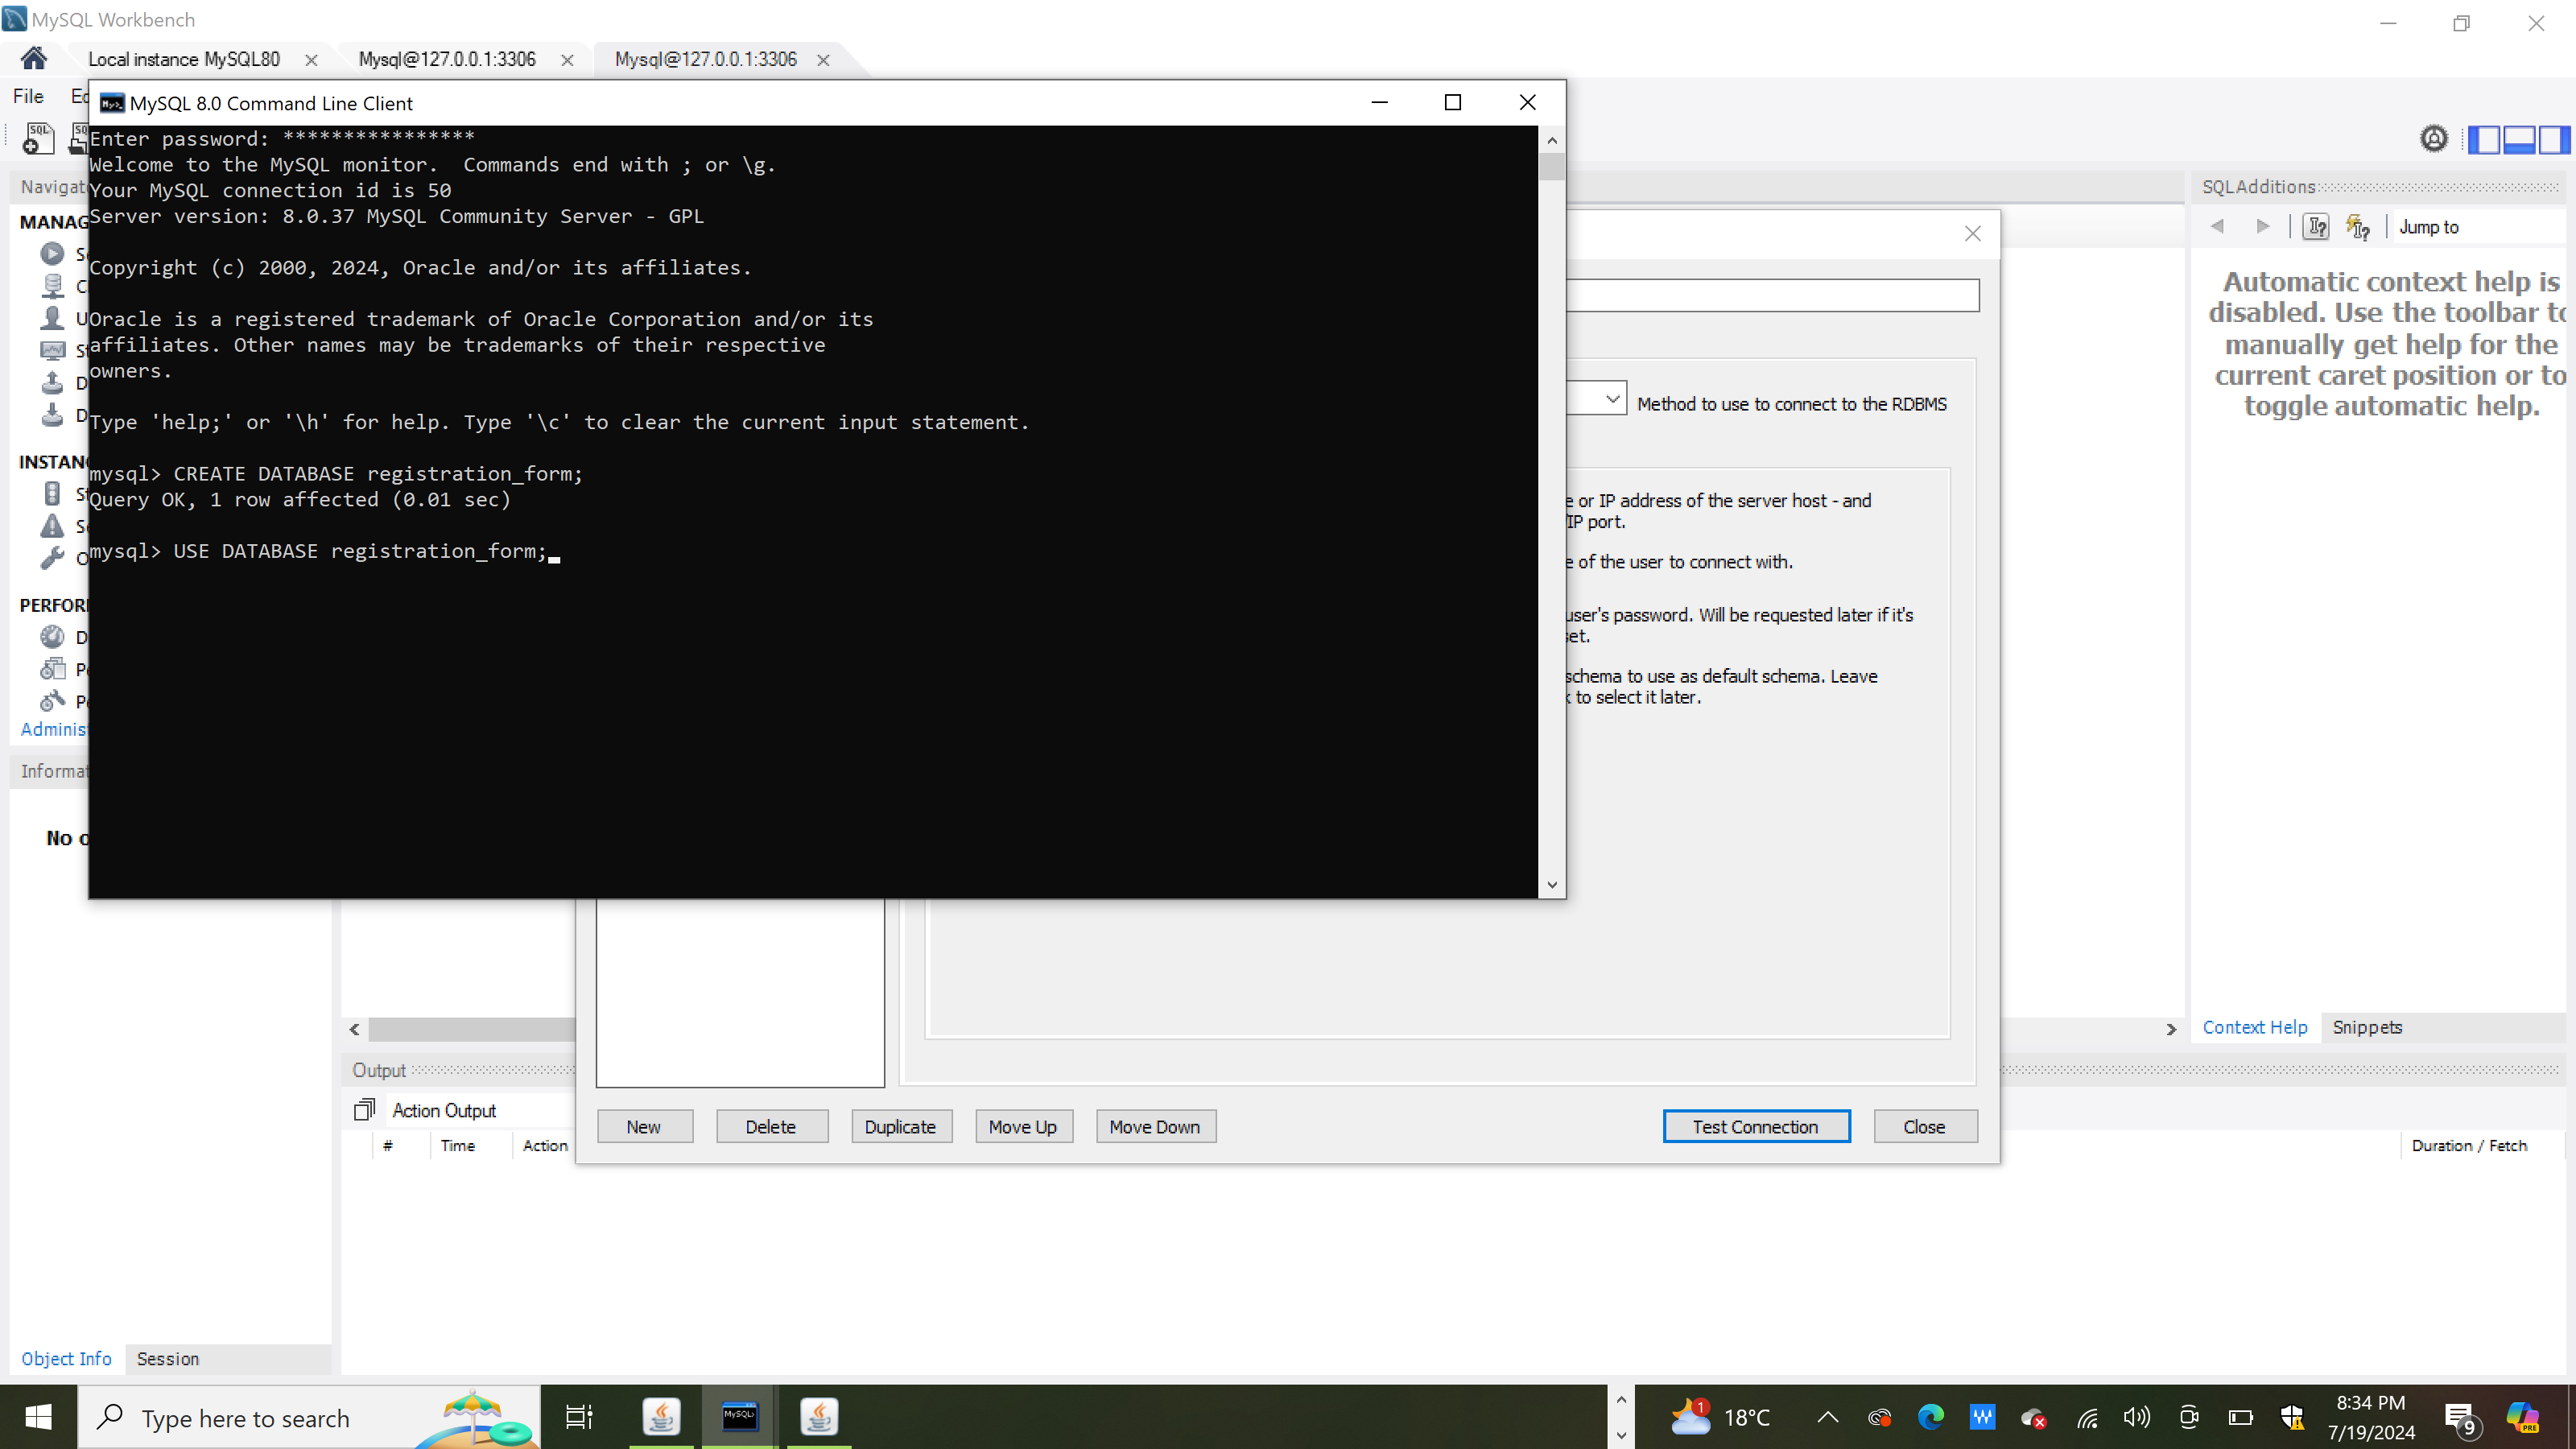 MySQL Workbench
Local instance MySQL80
Mysql@127.0.0.1:3306
Mysql@127.0.0.1:3306
File
MySQL 8.0 Command Line Client
Enter password: ****************
Welcome to the MySQL monitor.  Commands end with ; or \g.
Your MySQL connection id is 50
Server version: 8.0.37 MySQL Community Server - GPL
Copyright (c) 2000, 2024, Oracle and/or its affiliates.
Oracle is a registered trademark of Oracle Corporation and/or its
affiliates. Other names may be trademarks of their respective
owners.
Type 'help;' or '\h' for help. Type '\c' to clear the current input statement.
mysql> CREATE DATABASE registration_form;
Query OK, 1 row affected (0.01 sec)
mysql> USE DATABASE registration_form;
Navigat
MANAG
INSTAN
PERFOR
Adminis
Informat
No o
Method to use to connect to the RDBMS
e or IP address of the server host - and
/IP port.
e of the user to connect with.
user's password. Will be requested later if it's
set.
schema to use as default schema. Leave
k to select it later.
SQLAdditions
Jump to
Automatic context help is
disabled. Use the toolbar to
manually get help for the
current caret position or to
toggle automatic help.
Context Help
Snippets
New
Delete
Duplicate
Move Up
Move Down
Test Connection
Close
Output
Action Output
#
Time
Action
Duration / Fetch
Object Info
Session
Type here to search
MySQL
1
18°C
8:34 PM
7/19/2024
9
PRE